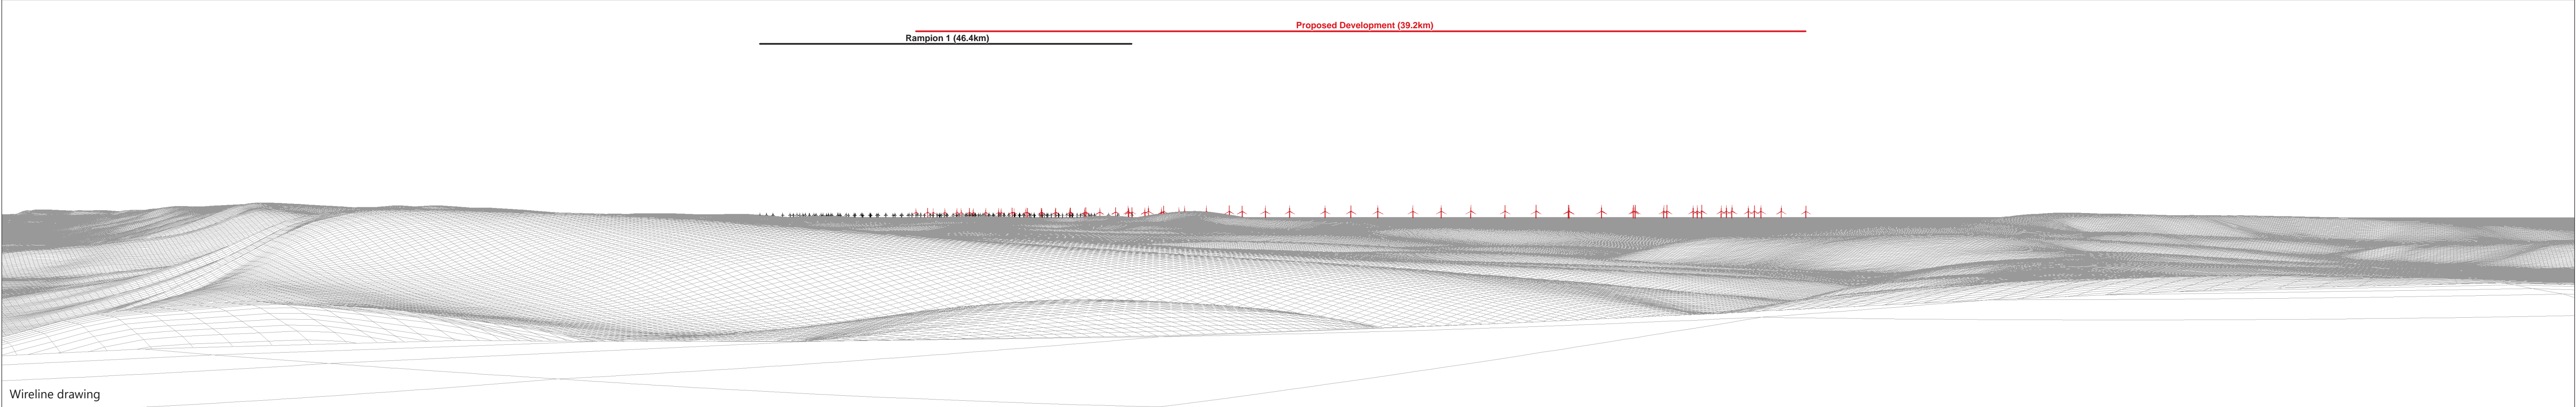 Proposed Development (39.2km)
Rampion 1 (46.4km)
Wireline drawing